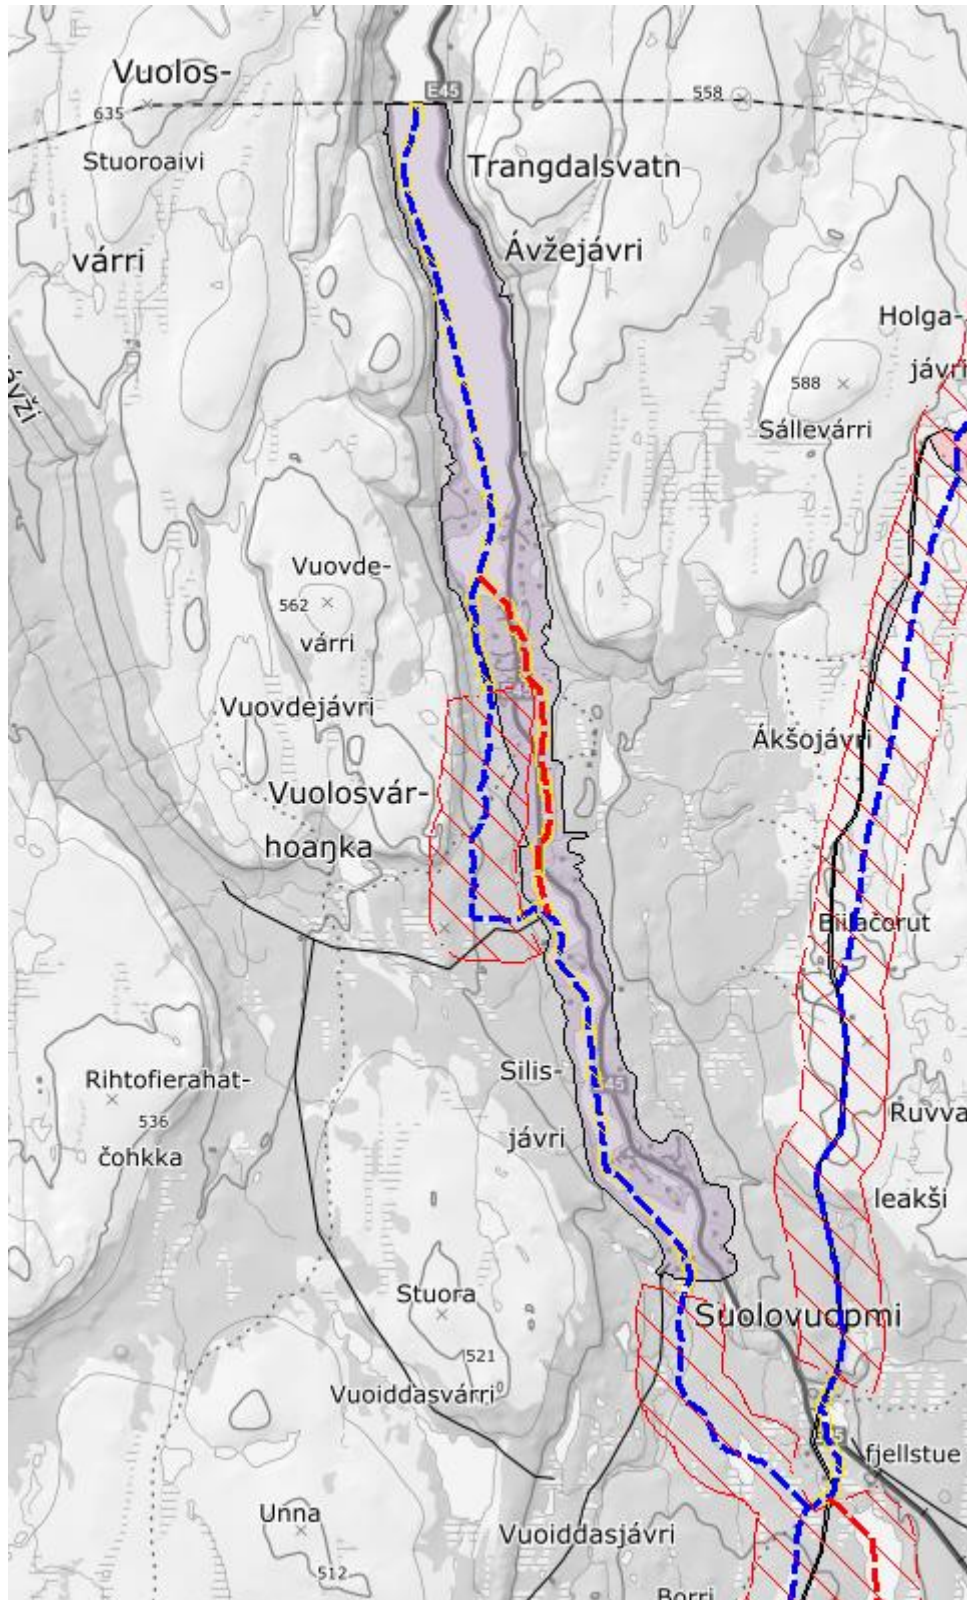 Vuolos-
E45
558
635
Stuoroaivi
Trangdalsvatn
várri
Ávžejávri
Holga-
jávri
588
Sállevárri
Vuovde-
562
várri
Vuovdejávri
Ákšojávri
Vuolosvár-
hoaŋka
Silis-
E45
Rihtofierahat-
536
jávri
Ruvva
čohkka
leakši
Stuora
Suolovuopmi
521
Vuoiddasvárri
fjellstue
Unna
Vuoiddasjávri
512
Borri